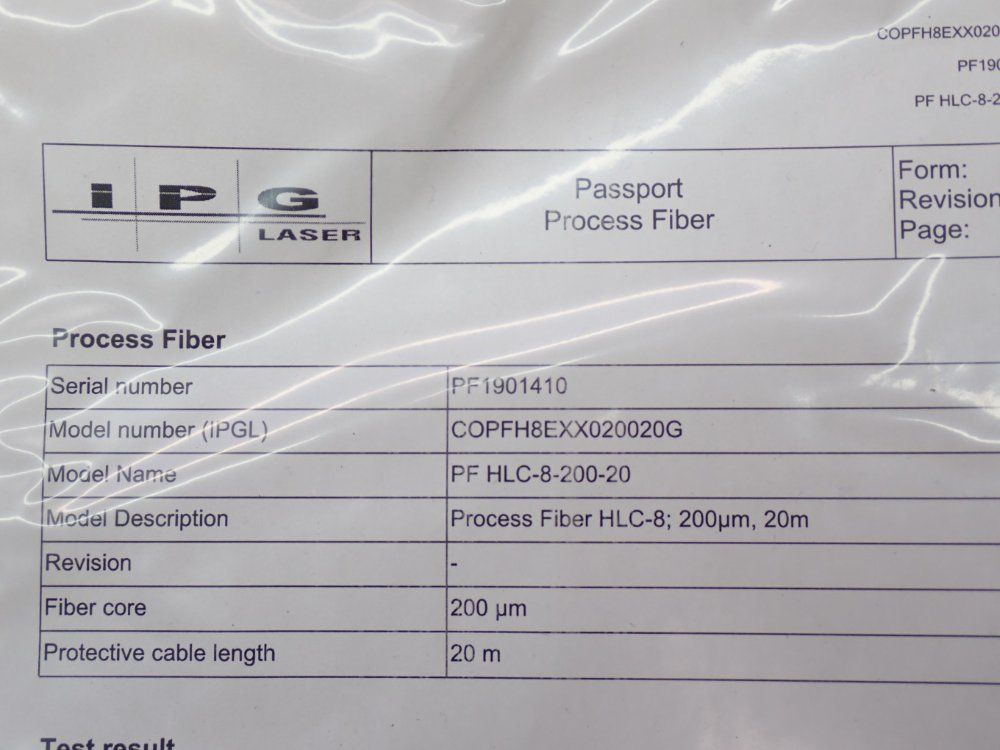 COPFH8EXX020
PF190
PF HLC-8-2
IPG
LASER
Passport
Process Fiber
Form:
Revision
Page:
Process Fiber
Serial number PF1901410
Model number (IPGL) COPFH8EXX020020G
Model Name PF HLC-8-200-20
Model Description Process Fiber HLC-8; 200µm, 20m
Revision -
Fiber core 200 µm
Protective cable length 20 m
Test result